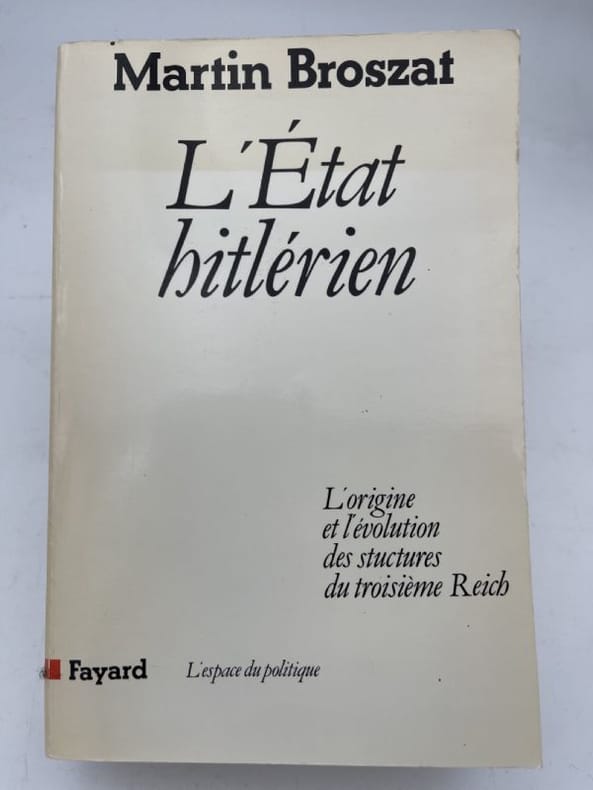 Martin Broszat
L'État
hitlérien
L'origine
et l'évolution
des stuctures
du troisième Reich
Fayard L'espace du politique